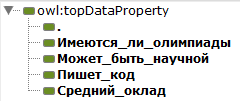 owl:topDataProperty
.
Имеются_ли_олимпиады
Может_быть_научной
Пишет_код
Средний_оклад